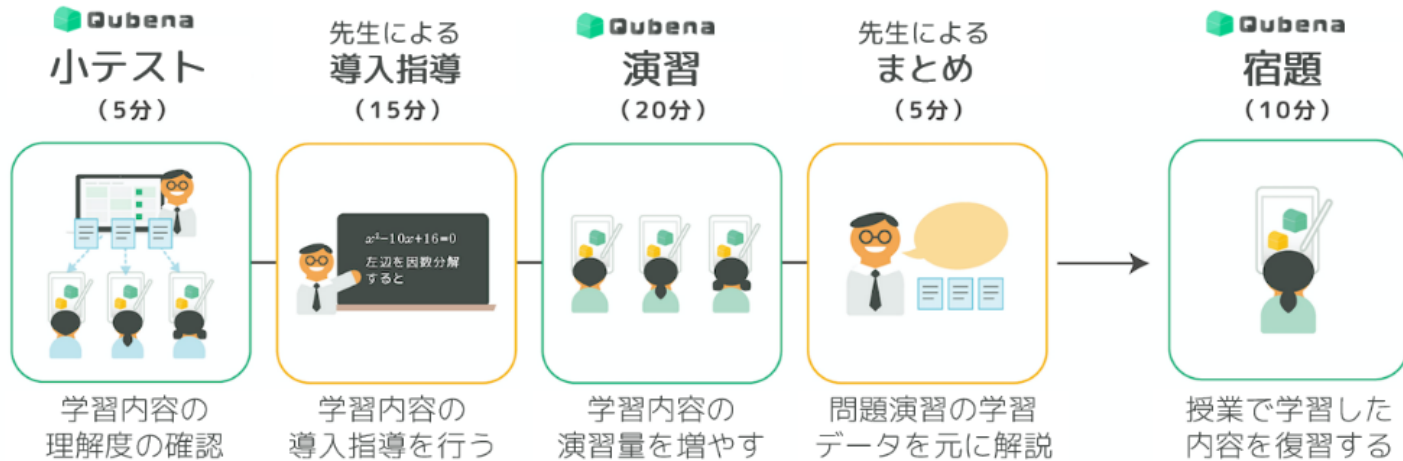 Qubena
小テスト
（5分）
学習内容の
理解度の確認
先生による
導入指導
（15分）
x²−10x+16=0
左辺を因数分解
すると
学習内容の
導入指導を行う
Qubena
演習
（20分）
学習内容の
演習量を増やす
先生による
まとめ
（5分）
問題演習の学習
データを元に解説
Qubena
宿題
（10分）
授業で学習した
内容を復習する